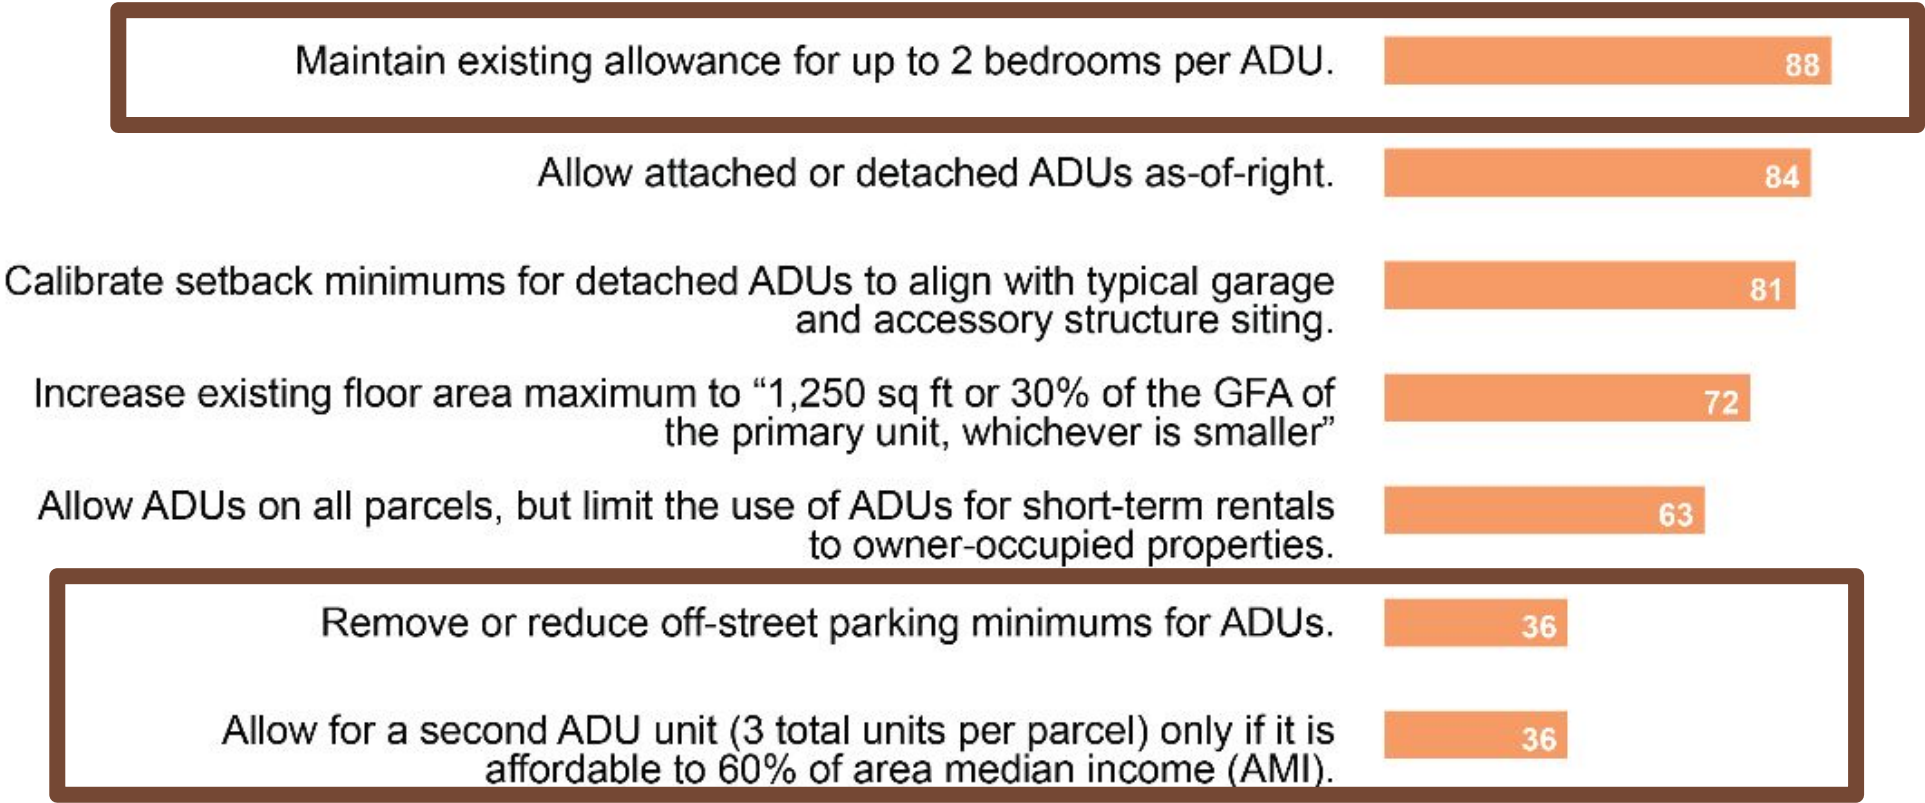 Maintain existing allowance for up to 2 bedrooms per ADU.
88
Allow attached or detached ADUs as-of-right.
84
Calibrate setback minimums for detached ADUs to align with typical garage
and accessory structure siting.
81
Increase existing floor area maximum to “1,250 sq ft or 30% of the GFA of
the primary unit, whichever is smaller”
72
Allow ADUs on all parcels, but limit the use of ADUs for short-term rentals
to owner-occupied properties.
63
Remove or reduce off-street parking minimums for ADUs.
36
Allow for a second ADU unit (3 total units per parcel) only if it is
affordable to 60% of area median income (AMI).
36